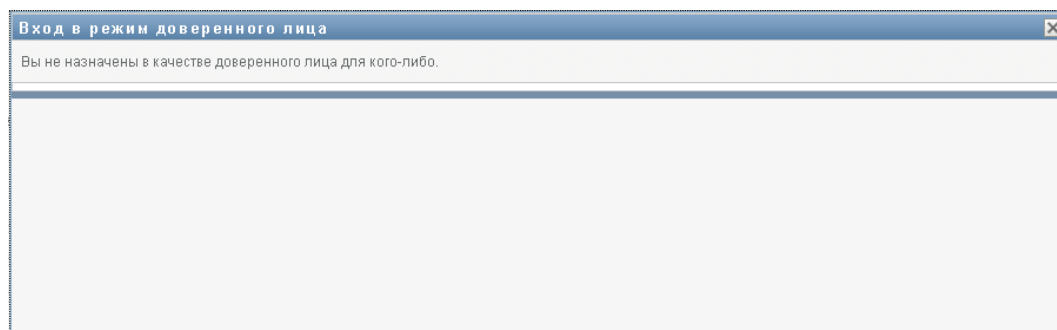 Вход в режим доверенного лица
Вы не назначены в качестве доверенного лица для кого-либо.